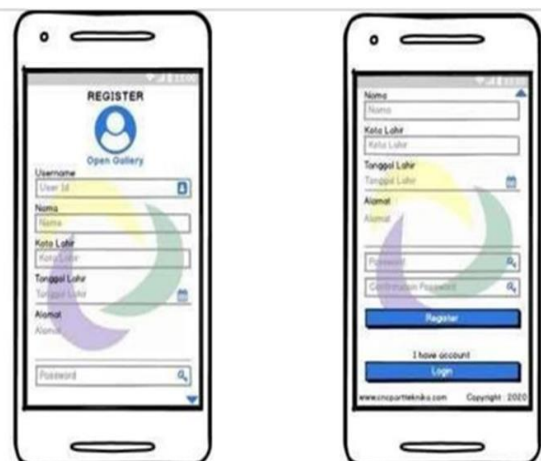 REGISTER
Open Gallery
Username
User Id
Nama
Nama
Kota Lahir
Kota Lahir
Tanggal Lahir
Tanggal Lahir
Alamat
Alamat
Password
Nama
Nama
Kota Lahir
Kota Lahir
Tanggal Lahir
Tanggal Lahir
Alamat
Alamat
Password
Confirmation Password
Register
I have account
Login
www.cncpartteknika.com Copyright 2020